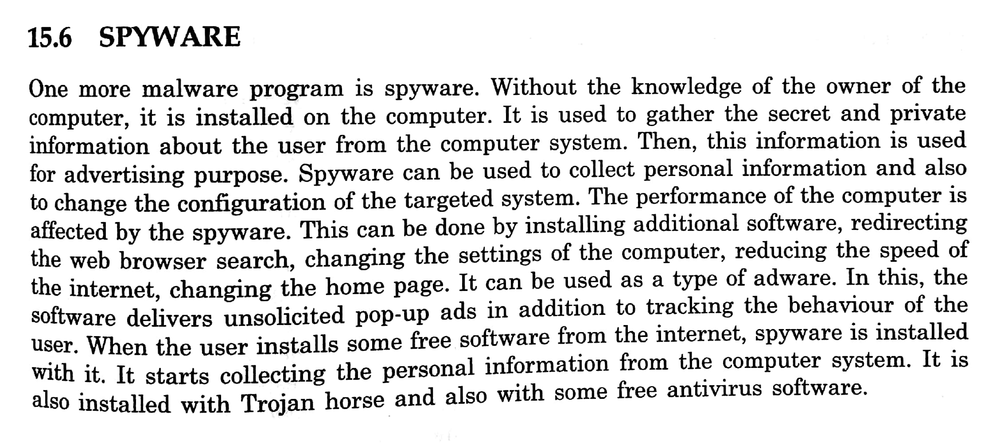 15.6 SPYWARE
One more malware program is spyware. Without the knowledge of the owner of the
computer, it is installed on the computer. It is used to gather the secret and private
information about the user from the computer system. Then, this information is used
for advertising purpose. Spyware can be used to collect personal information and also
to change the configuration of the targeted system. The performance of the computer is
affected by the spyware. This can be done by installing additional software, redirecting
the web browser search, changing the settings of the computer, reducing the speed of
the internet, changing the home page. It can be used as a type of adware. In this, the
software delivers unsolicited pop-up ads in addition to tracking the behaviour of the
user. When the user installs some free software from the internet, spyware is installed
with it. It starts collecting the personal information from the computer system. It is
also installed with Trojan horse and also with some free antivirus software.